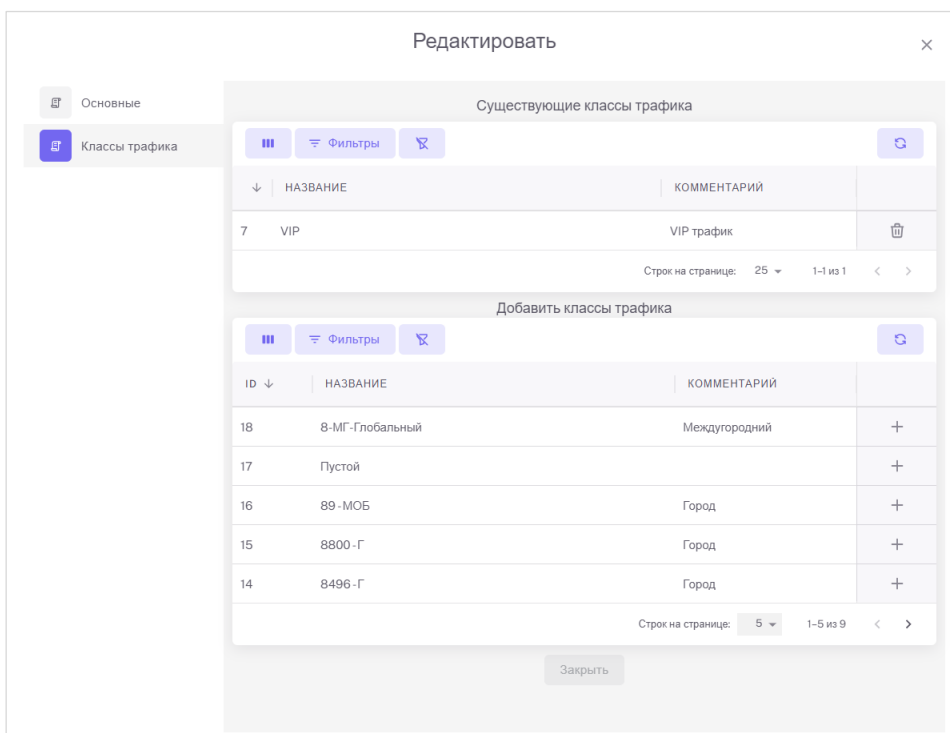 Редактировать
Основные
Классы трафика
Существующие классы трафика
Фильтры
НАЗВАНИЕ КОММЕНТАРИЙ
7 VIP VIP трафик
Строк на странице: 25 1–1 из 1
Добавить классы трафика
Фильтры
ID НАЗВАНИЕ КОММЕНТАРИЙ
18 8-МГ-Глобальный Междугородний
17 Пустой
16 89-МОБ Город
15 8800-Г Город
14 8496-Г Город
Строк на странице: 5 1–5 из 9
Закрыть